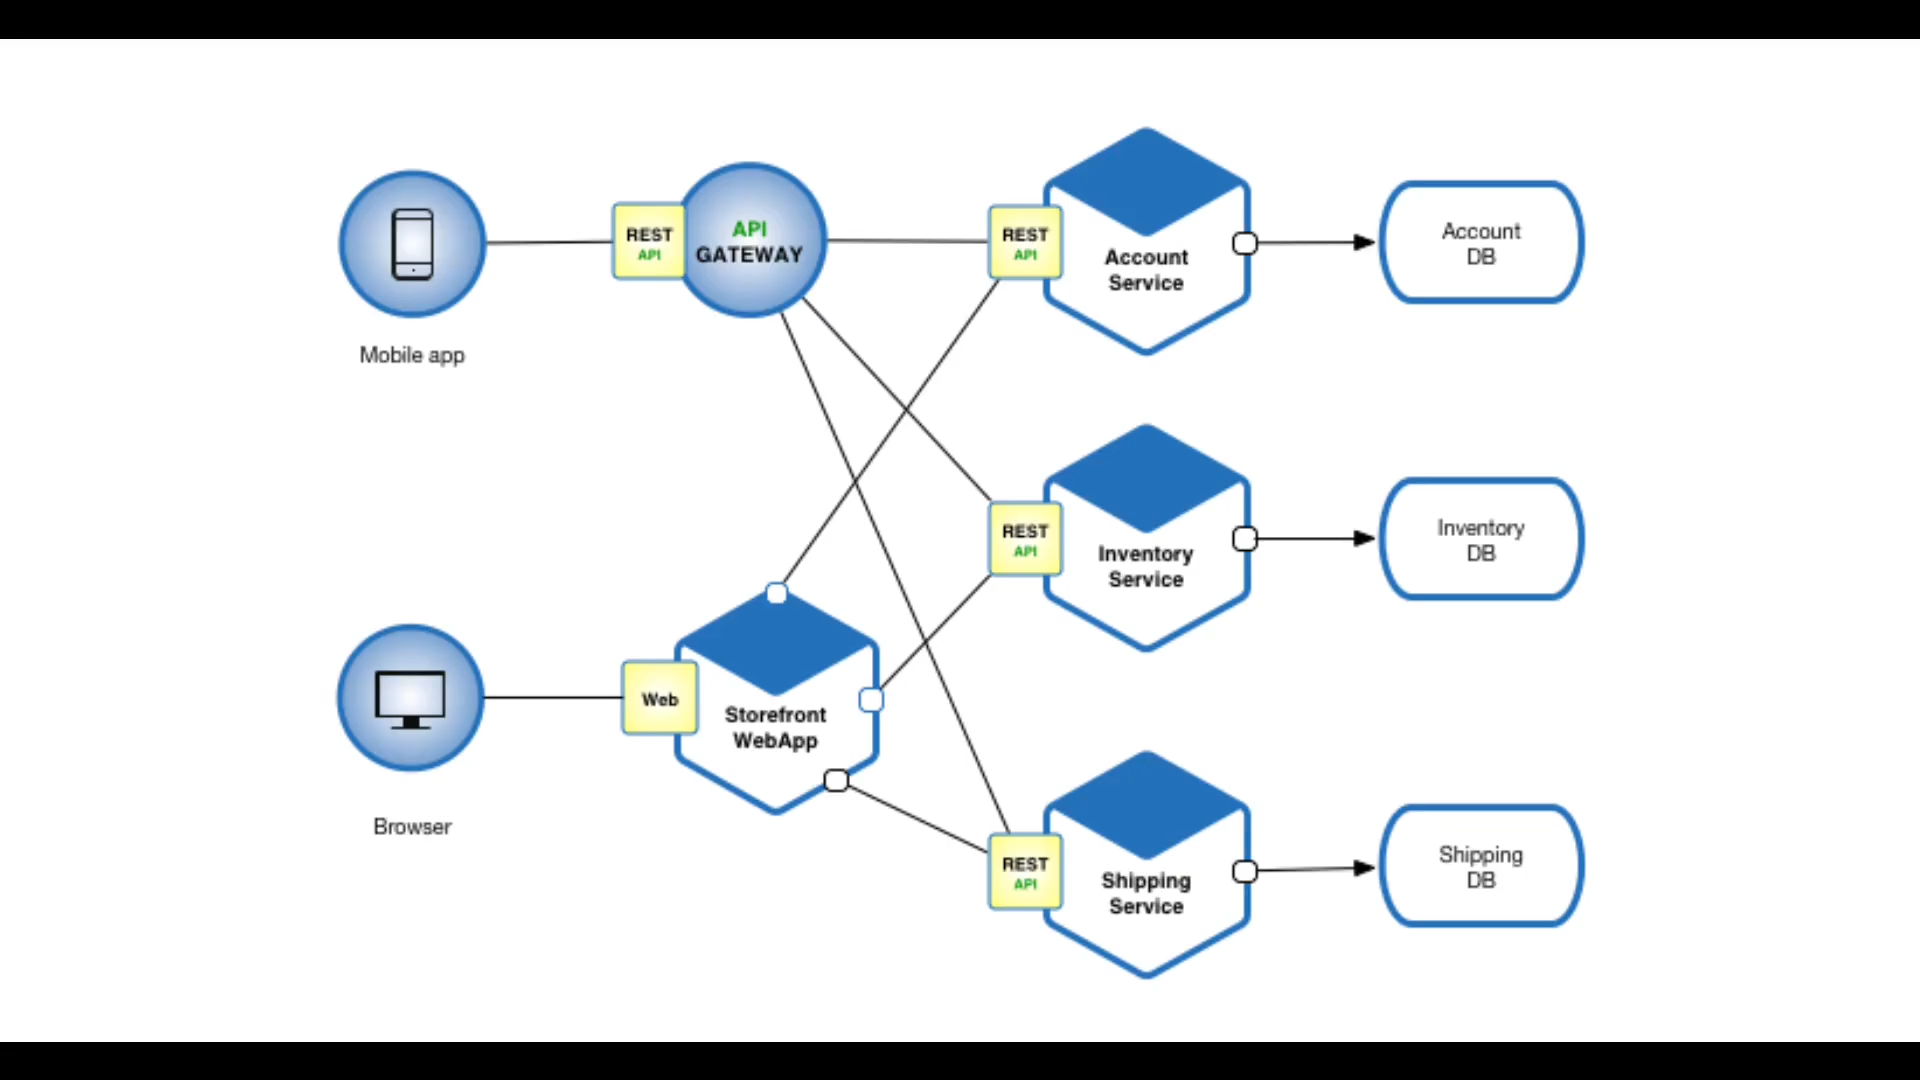 REST
API
API
GATEWAY
REST
API
Account
Service
Account
DB
Mobile app
REST
API
Inventory
Service
Inventory
DB
Web
Storefront
WebApp
Browser
REST
API
Shipping
Service
Shipping
DB